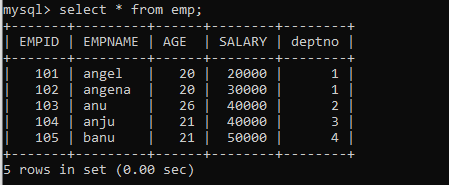 mysql> select * from emp;
+-------+---------+------+--------+--------+
| EMPID | EMPNAME | AGE  | SALARY | deptno |
+-------+---------+------+--------+--------+
|   101 | angel   |   20 |  20000 |      1 |
|   102 | angena  |   20 |  30000 |      1 |
|   103 | anu     |   26 |  40000 |      2 |
|   104 | anju    |   21 |  40000 |      3 |
|   105 | banu    |   21 |  50000 |      4 |
+-------+---------+------+--------+--------+
5 rows in set (0.00 sec)